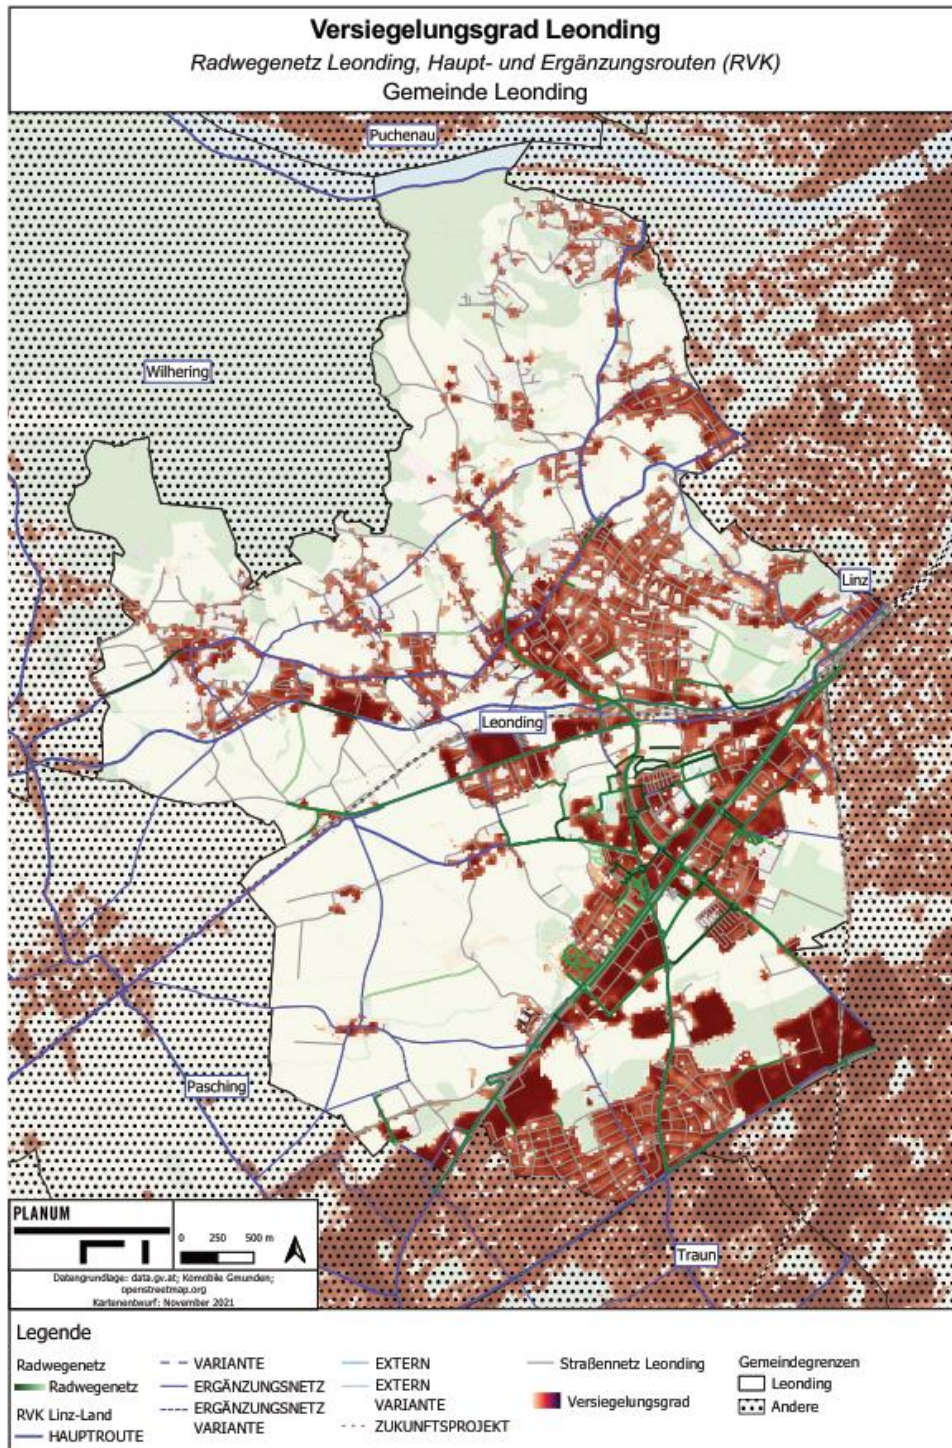 Versiegelungsgrad Leonding
Radwegenetz Leonding, Haupt- und Ergänzungsrouten (RVK)
Gemeinde Leonding
Puchenau
Wilhering
Linz
Leonding
Pasching
Traun
PLANUM
0 250 500 m
Datengrundlage: data.gv.at; Komobile Gmunden;
openstreetmap.org
Kartenentwurf: November 2021
Legende
Radwegenetz
Radwegenetz
RVK Linz-Land
HAUPTROUTE
VARIANTE
ERGÄNZUNGSNETZ
ERGÄNZUNGSNETZ
VARIANTE
EXTERN
EXTERN
VARIANTE
ZUKUNFTSPROJEKT
Straßennetz Leonding
Versiegelungsgrad
Gemeindegrenzen
Leonding
Andere